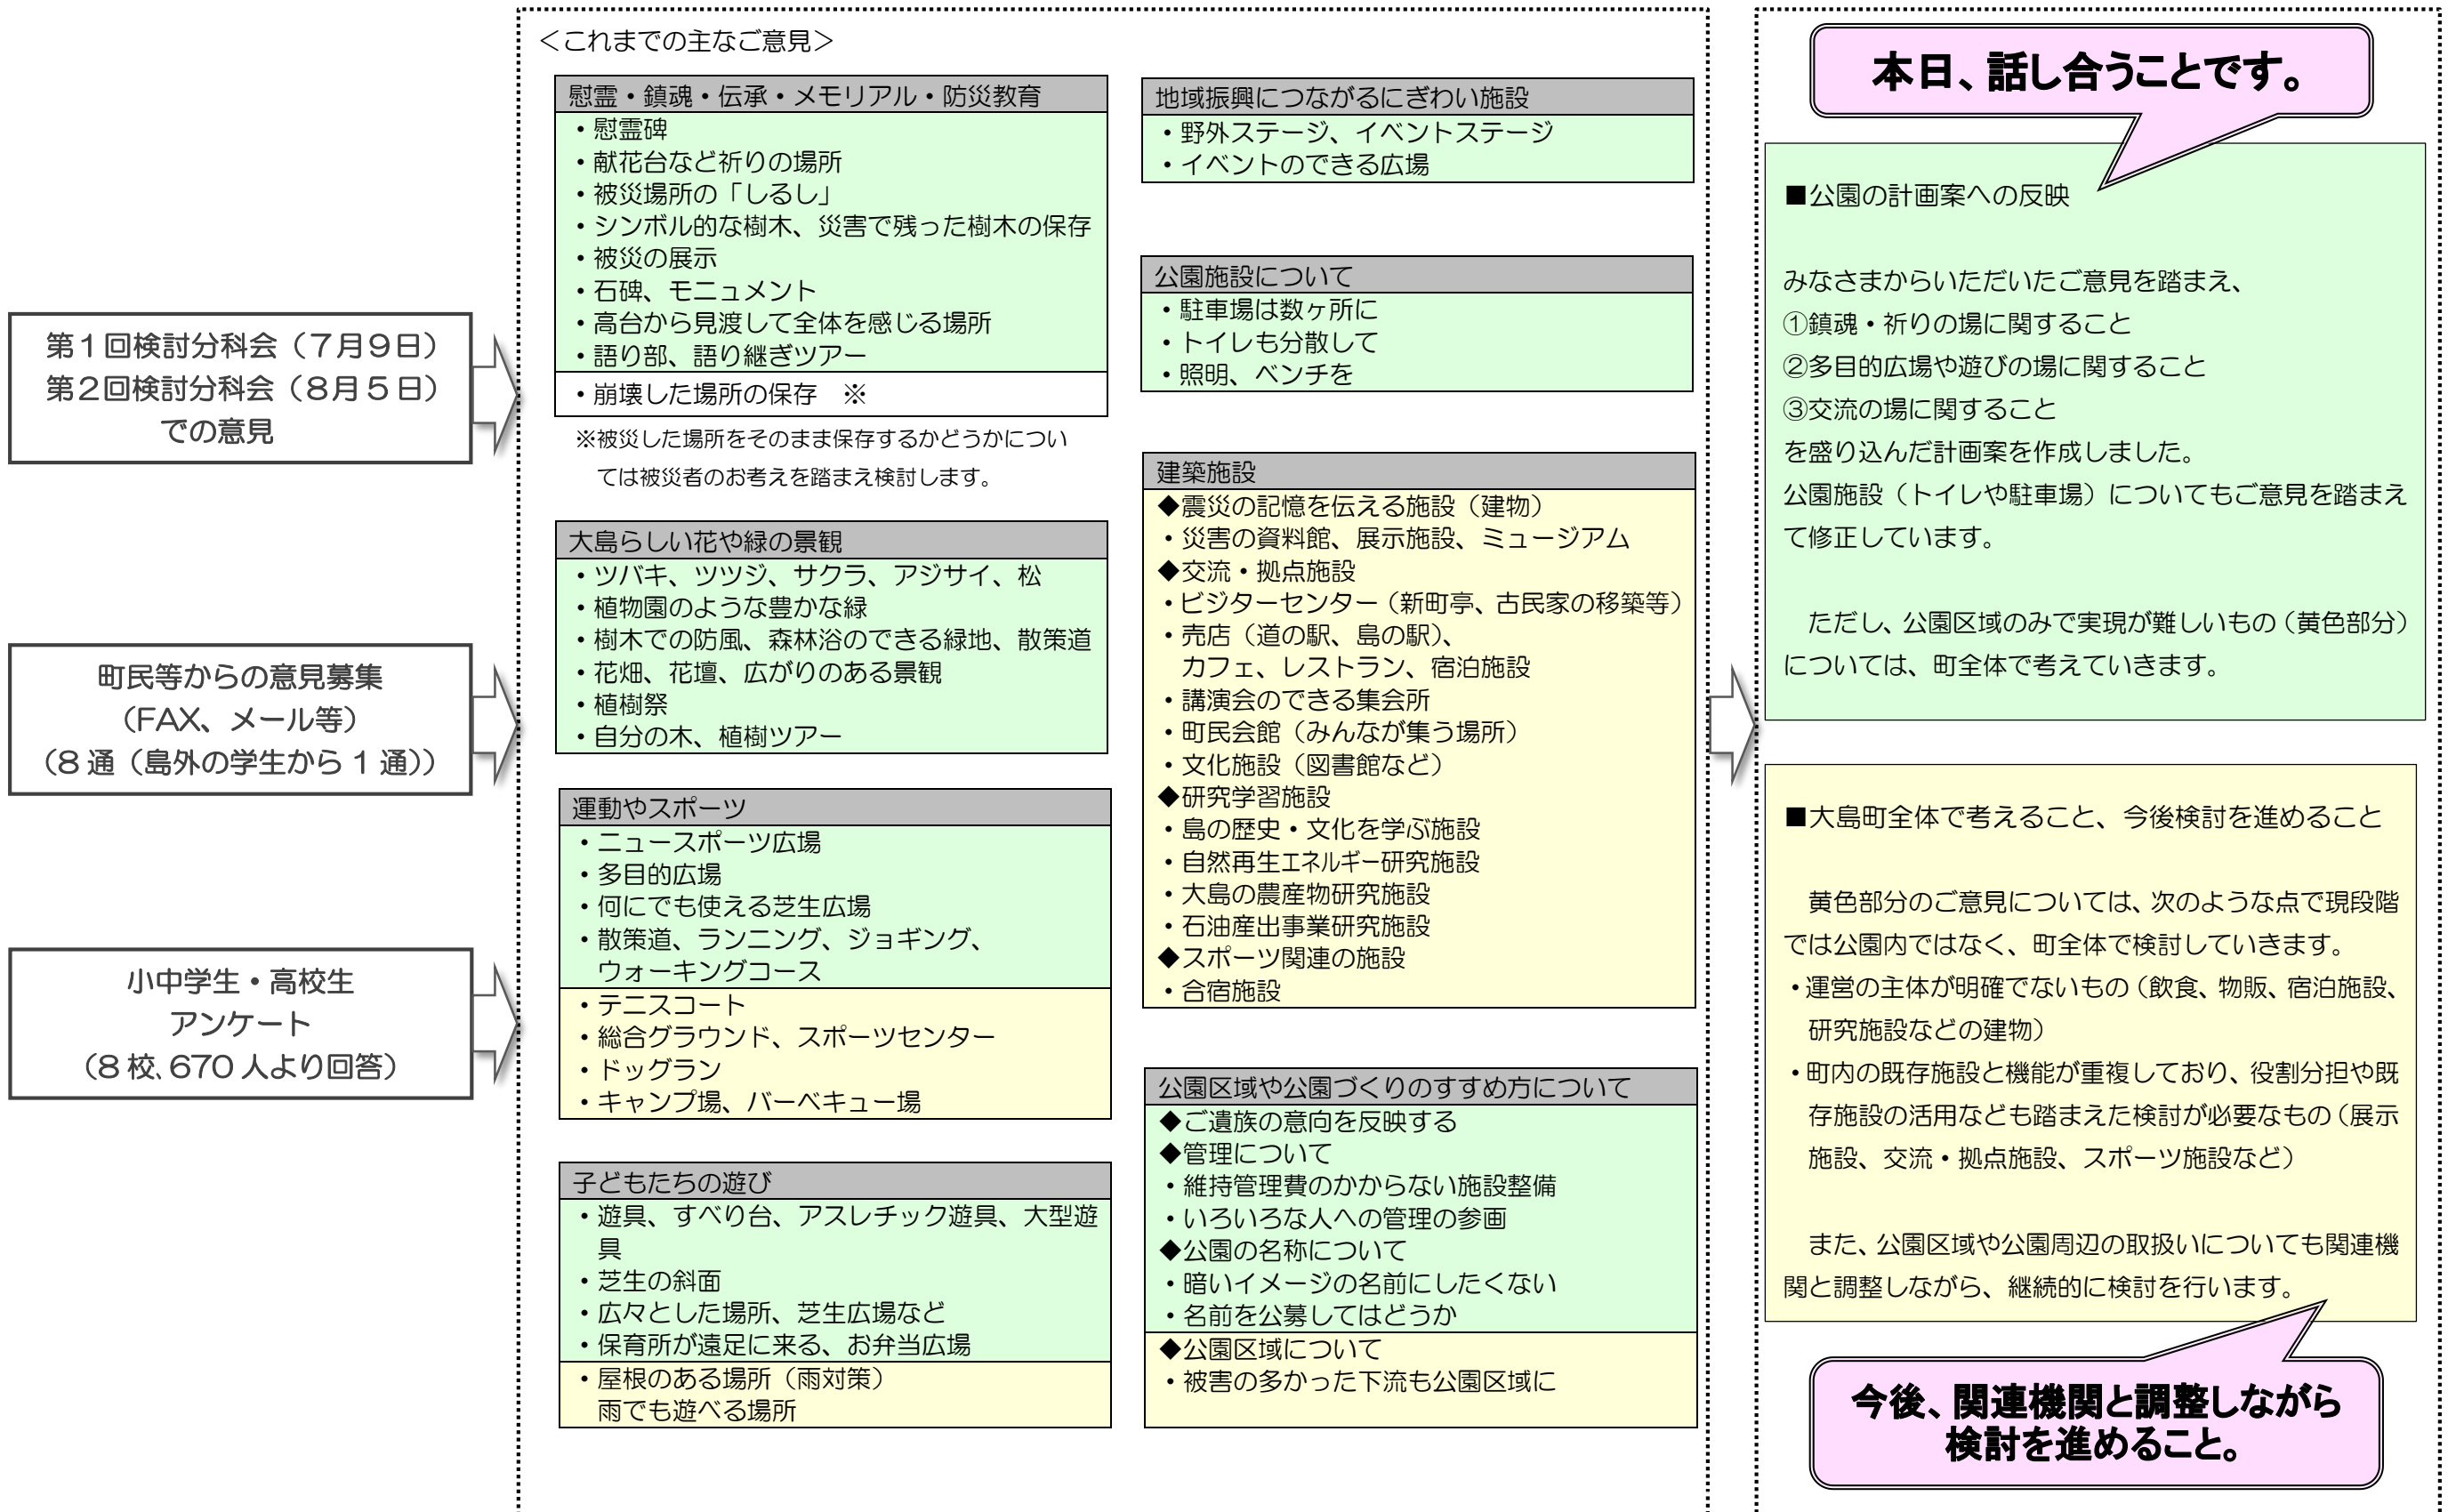 第1回検討分科会（7月9日）
第2回検討分科会（8月5日）
での意見
町民等からの意見募集
（FAX、メール等）
（8通（島外の学生から1通））
小中学生・高校生
アンケート
（8校、670人より回答）
＜これまでの主なご意見＞
慰霊・鎮魂・伝承・メモリアル・防災教育
・慰霊碑
・献花台など祈りの場所
・被災場所の「しるし」
・シンボル的な樹木、災害で残った樹木の保存
・被災の展示
・石碑、モニュメント
・高台から見渡して全体を感じる場所
・語り部、語り継ぎツアー
・崩壊した場所の保存　※
※被災した場所をそのまま保存するかどうかについ
ては被災者のお考えを踏まえ検討します。
大島らしい花や緑の景観
・ツバキ、ツツジ、サクラ、アジサイ、松
・植物園のような豊かな緑
・樹木での防風、森林浴のできる緑地、散策道
・花畑、花壇、広がりのある景観
・植樹祭
・自分の木、植樹ツアー
運動やスポーツ
・ニュースポーツ広場
・多目的広場
・何にでも使える芝生広場
・散策道、ランニング、ジョギング、
ウォーキングコース
・テニスコート
・総合グラウンド、スポーツセンター
・ドッグラン
・キャンプ場、バーベキュー場
子どもたちの遊び
・遊具、すべり台、アスレチック遊具、大型遊
具
・芝生の斜面
・広々とした場所、芝生広場など
・保育所が遠足に来る、お弁当広場
・屋根のある場所（雨対策）
雨でも遊べる場所
地域振興につながるにぎわい施設
・野外ステージ、イベントステージ
・イベントのできる広場
公園施設について
・駐車場は数ヶ所に
・トイレも分散して
・照明、ベンチを
建築施設
◆震災の記憶を伝える施設（建物）
・災害の資料館、展示施設、ミュージアム
◆交流・拠点施設
・ビジターセンター（新町亭、古民家の移築等）
・売店（道の駅、島の駅）、
カフェ、レストラン、宿泊施設
・講演会のできる集会所
・町民会館（みんなが集う場所）
・文化施設（図書館など）
◆研究学習施設
・島の歴史・文化を学ぶ施設
・自然再生エネルギー研究施設
・大島の農産物研究施設
・石油産出事業研究施設
◆スポーツ関連の施設
・合宿施設
公園区域や公園づくりのすすめ方について
◆ご遺族の意向を反映する
◆管理について
・維持管理費のかからない施設整備
・いろいろな人への管理の参画
◆公園の名称について
・暗いイメージの名前にしたくない
・名前を公募してはどうか
◆公園区域について
・被害の多かった下流も公園区域に
本日、話し合うことです。
■公園の計画案への反映
みなさまからいただいたご意見を踏まえ、
①鎮魂・祈りの場に関すること
②多目的広場や遊びの場に関すること
③交流の場に関すること
を盛り込んだ計画案を作成しました。
公園施設（トイレや駐車場）についてもご意見を踏まえ
て修正しています。
ただし、公園区域のみで実現が難しいもの（黄色部分）
については、町全体で考えていきます。
■大島町全体で考えること、今後検討を進めること
黄色部分のご意見については、次のような点で現段階
では公園内ではなく、町全体で検討していきます。
・運営の主体が明確でないもの（飲食、物販、宿泊施設、
研究施設などの建物）
・町内の既存施設と機能が重複しており、役割分担や既
存施設の活用なども踏まえた検討が必要なもの（展示
施設、交流・拠点施設、スポーツ施設など）
また、公園区域や公園周辺の取扱いについても関連機
関と調整しながら、継続的に検討を行います。
今後、関連機関と調整しながら
検討を進めること。